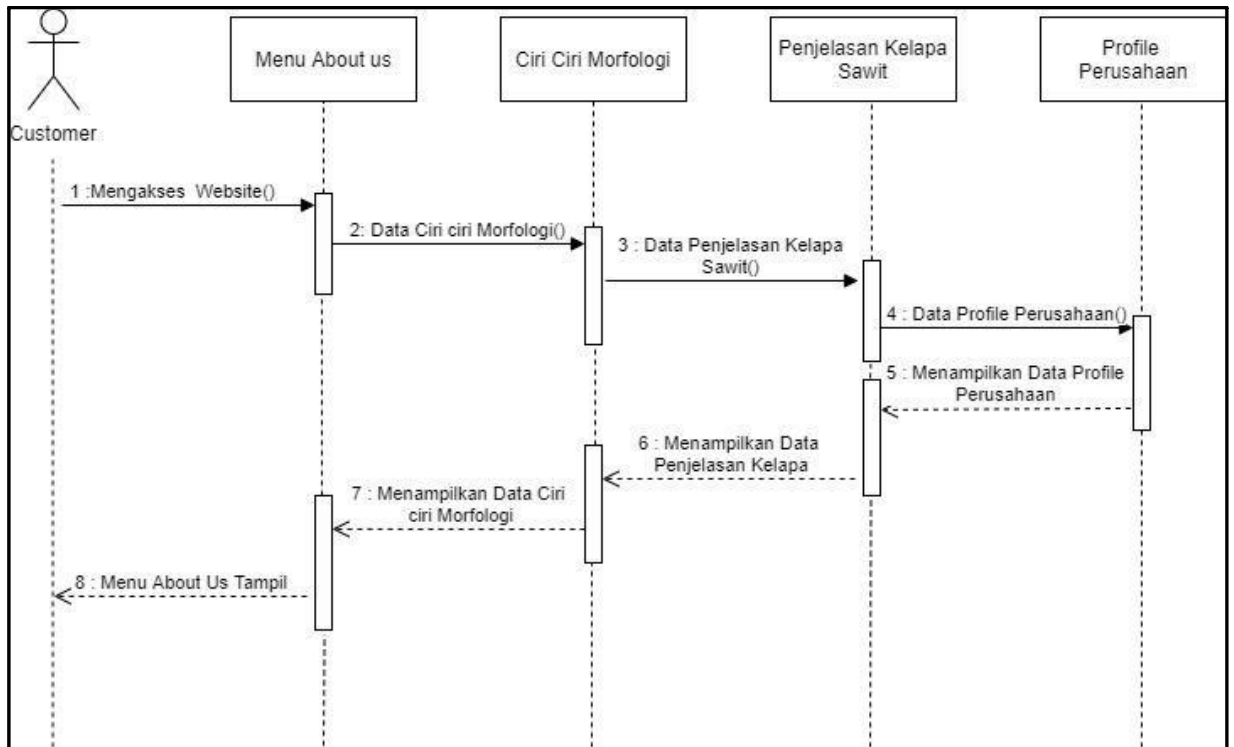 Customer
Menu About us
Ciri Ciri Morfologi
Penjelasan Kelapa
Sawit
Profile
Perusahaan
1 :Mengakses Website()
2: Data Ciri ciri Morfologi()
3 : Data Penjelasan Kelapa
Sawit()
4 : Data Profile Perusahaan()
5 : Menampilkan Data Profile
Perusahaan
6 : Menampilkan Data
Penjelasan Kelapa
7 : Menampilkan Data Ciri
ciri Morfologi
8 : Menu About Us Tampil